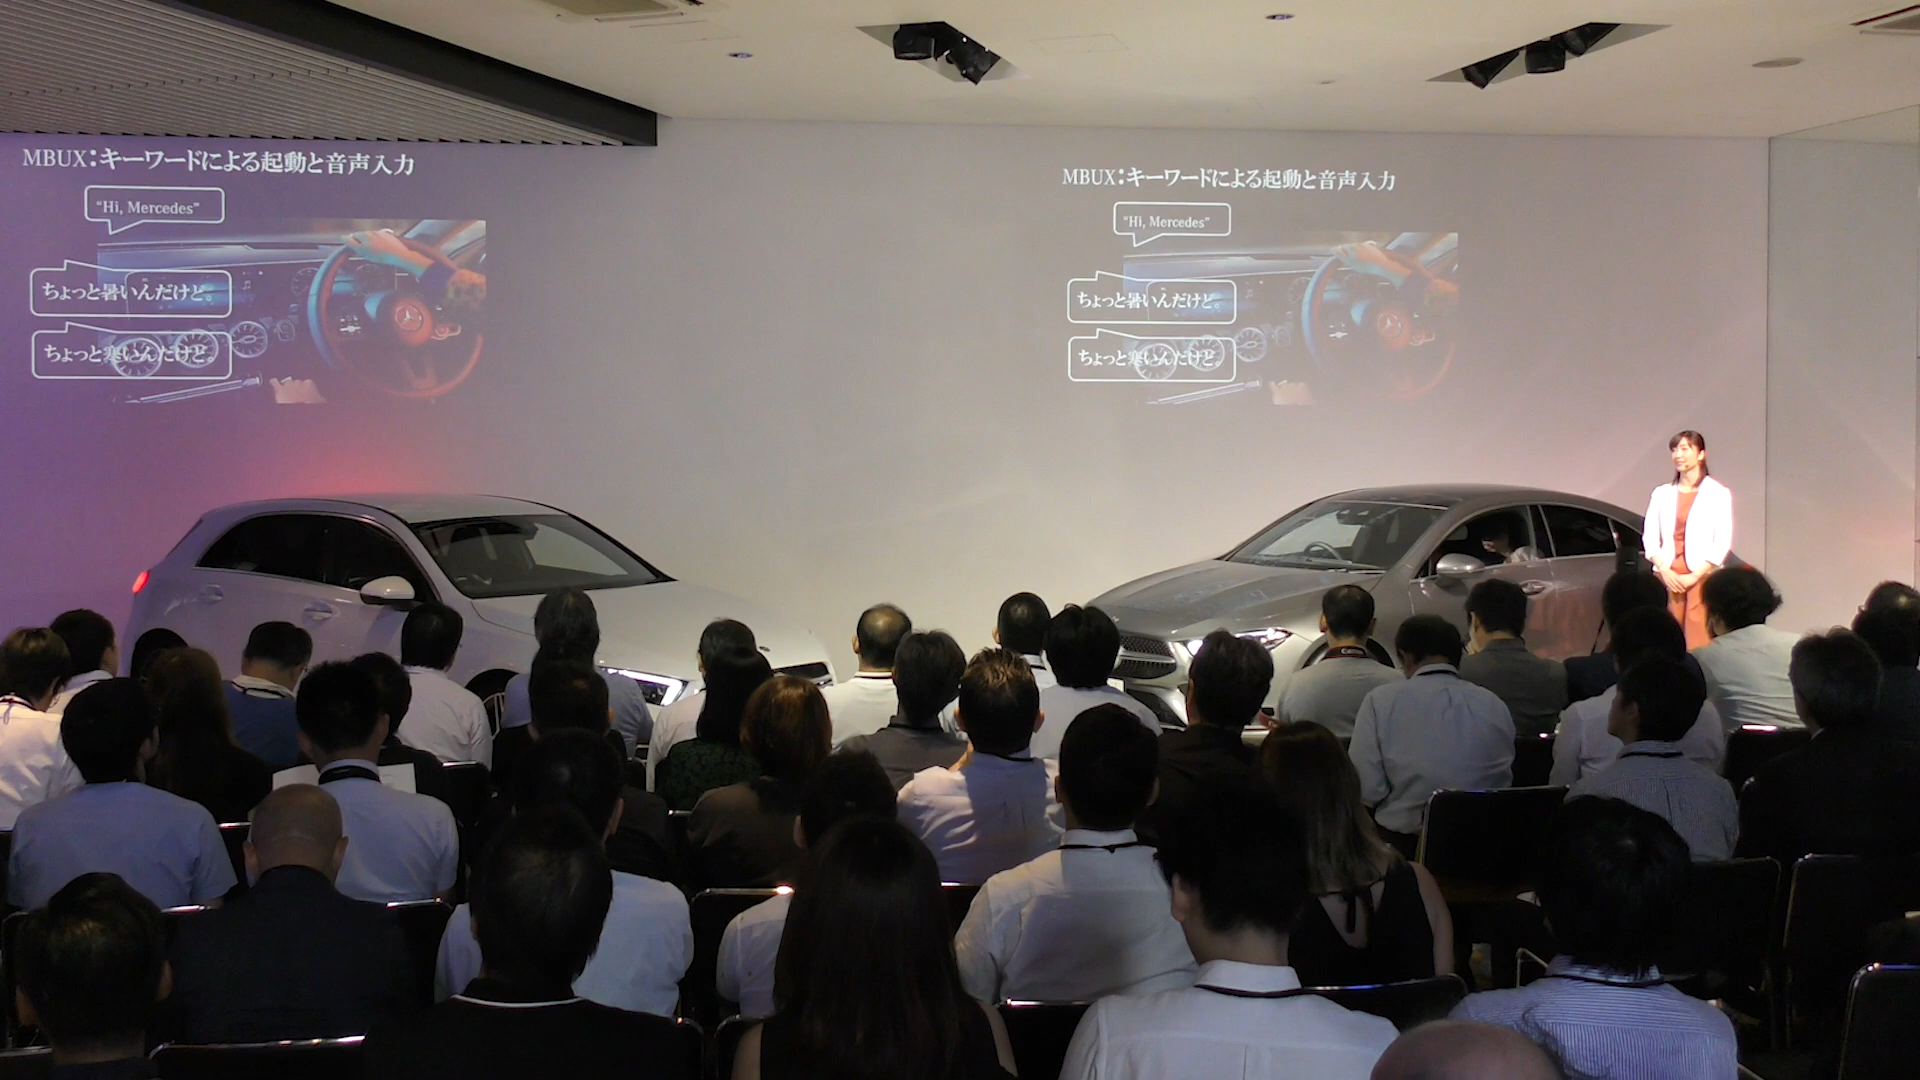 MBUX:キーワードによる起動と音声入力
"Hi, Mercedes"
ちょっと暑いんだけど。
ちょっと寒いんだけど。
MBUX:キーワードによる起動と音声入力
"Hi, Mercedes"
ちょっと暑いんだけど。
ちょっと寒いんだけど。
Canon